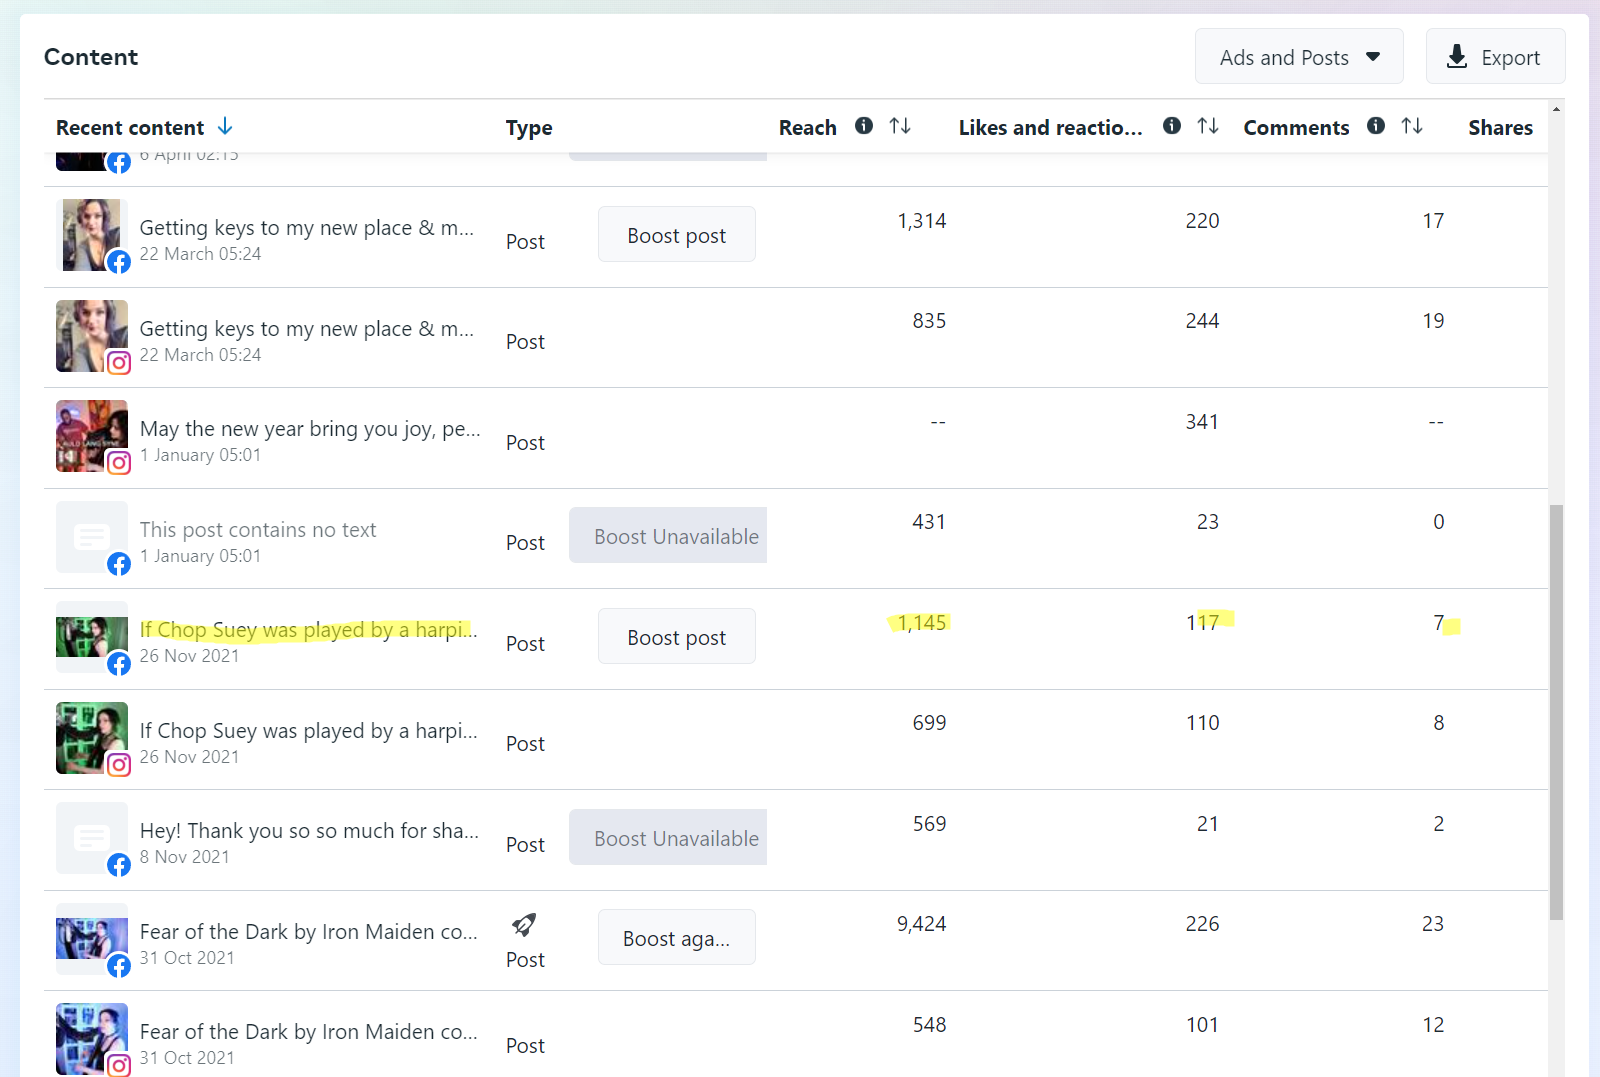 Content
Ads and Posts
Export
Recent content
Type
Reach
Likes and reactio...
Comments
Shares
6 April 02:15
Getting keys to my new place & m...
22 March 05:24
Post
Boost post
1,314
220
17
Getting keys to my new place & m...
22 March 05:24
Post
835
244
19
May the new year bring you joy, pe...
1 January 05:01
Post
--
341
--
This post contains no text
1 January 05:01
Post
Boost Unavailable
431
23
0
If Chop Suey was played by a harpi...
26 Nov 2021
Post
Boost post
1,145
117
7
If Chop Suey was played by a harpi...
26 Nov 2021
Post
699
110
8
Hey! Thank you so so much for sha...
8 Nov 2021
Post
Boost Unavailable
569
21
2
Fear of the Dark by Iron Maiden co...
31 Oct 2021
Post
Boost aga...
9,424
226
23
Fear of the Dark by Iron Maiden co...
31 Oct 2021
Post
548
101
12